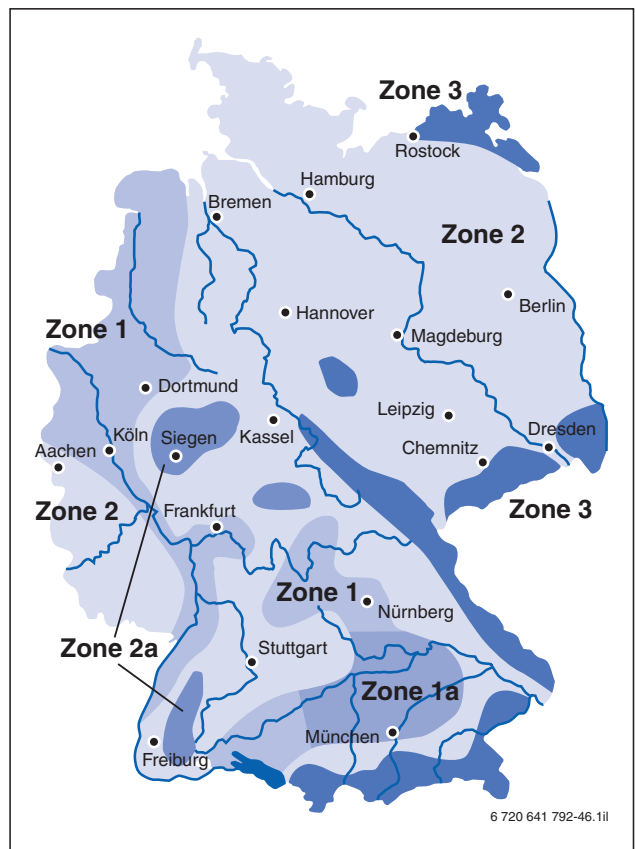 Zone 3
Rostock
Hamburg
Bremen
Zone 2
Berlin
Hannover
Zone 1
Magdeburg
Dortmund
Leipzig
Köln
Siegen
Kassel
Dresden
Aachen
Chemnitz
Zone 2
Frankfurt
Zone 3
Zone 1
Nürnberg
Zone 2a
Stuttgart
Zone 1a
München
Freiburg
6 720 641 792-46.1il